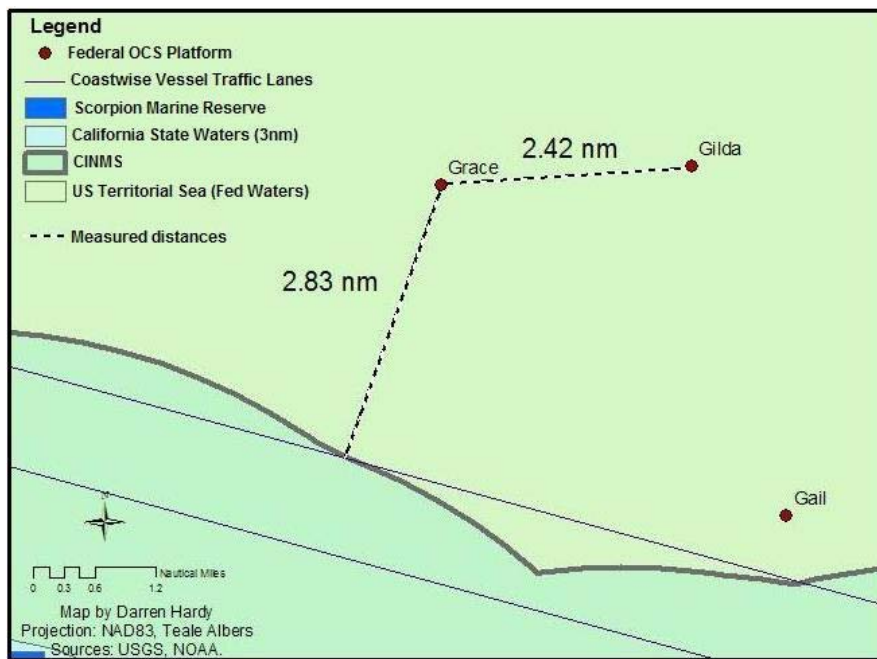 Legend
Federal OCS Platform
Coastwise Vessel Traffic Lanes
Scorpion Marine Reserve
California State Waters (3nm)
CINMS
US Territorial Sea (Fed Waters)
Measured distances
Grace
2.42 nm
Gilda
2.83 nm
Gail
N
Nautical Miles
0 0.3 0.6 1.2
Map by Darren Hardy
Projection: NAD83, Teale Albers
Sources: USGS, NOAA.